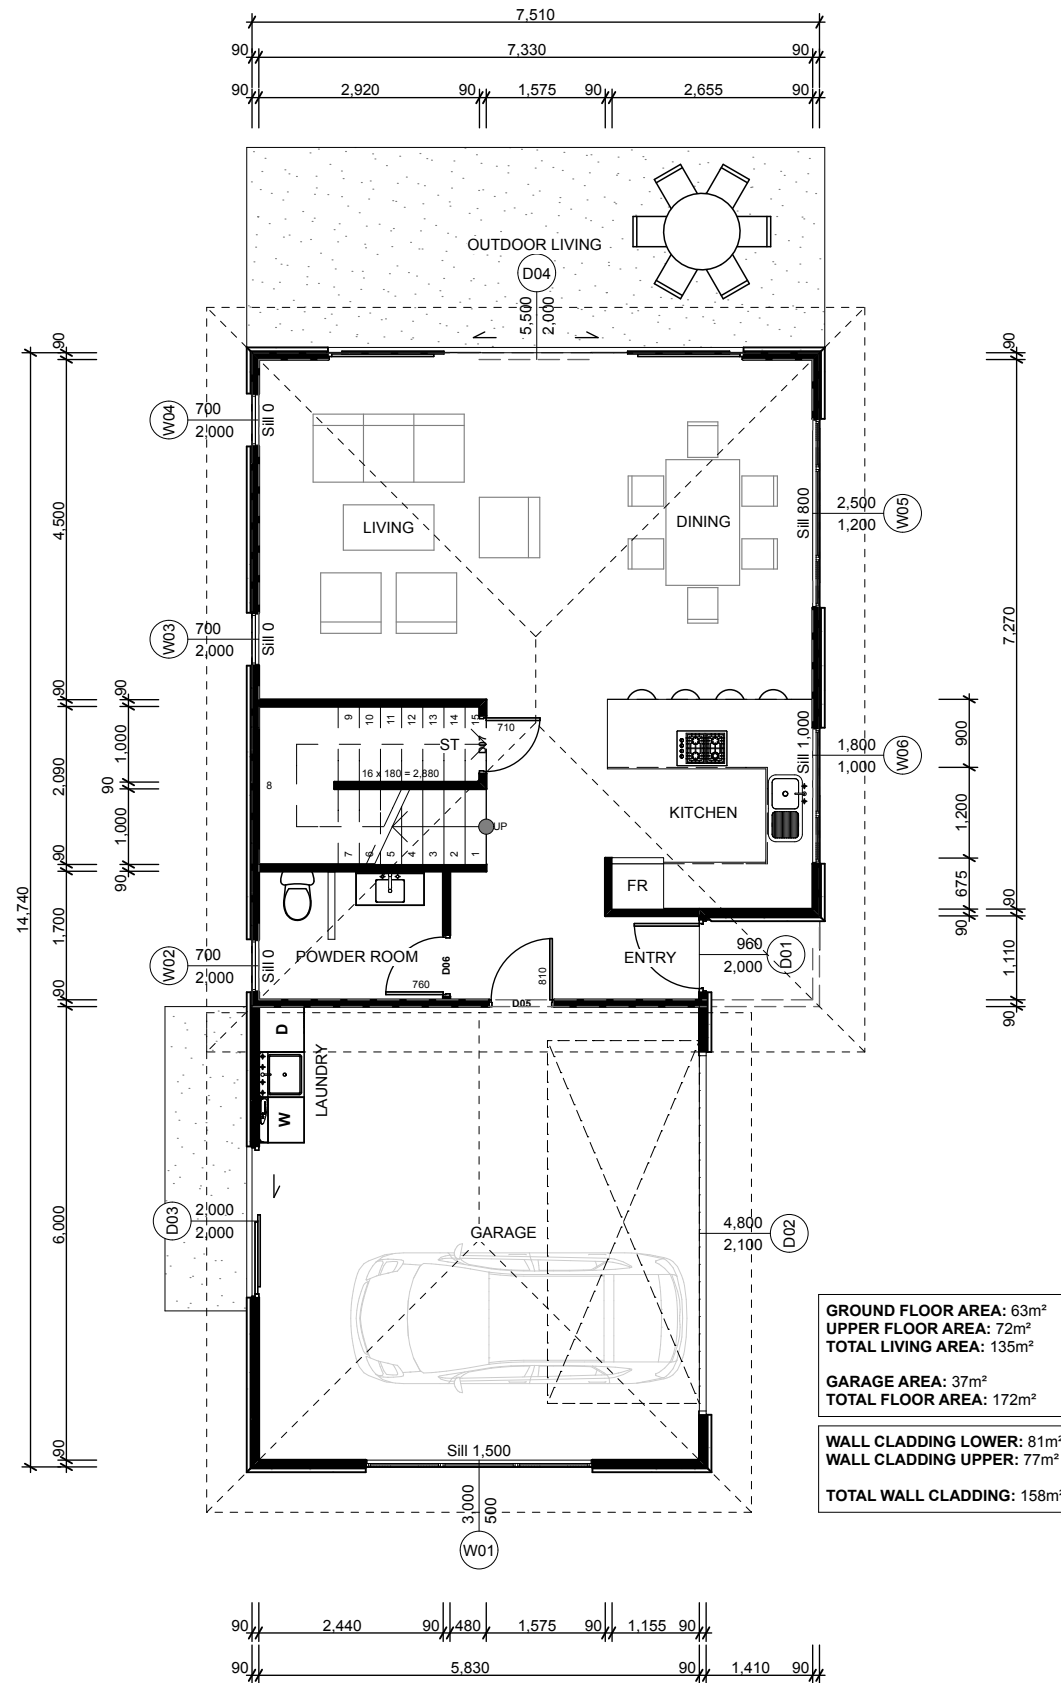 7,510
90 7,330 90
90 2,920 90 1,575 90 2,655 90
OUTDOOR LIVING
D04
5,500
2,000
90
90
W04
700
2,000
Sill 0
4,500
LIVING
DINING
Sill 800
2,500
1,200
W05
7,270
W03
700
2,000
Sill 0
90
90
9 10 11 12 13 14 15
ST
D07
710
16 x 180 = 2,880
8
1,000
2,090
90
1,000
90
90
7 6 5 4 3 2 1
UP
Sill 1,000
1,800
1,000
W06
900
KITCHEN
1,200
FR
675
90
90
14,740
1,700
W02
700
2,000
Sill 0
POWDER ROOM
760
D06
810
D05
ENTRY
960
2,000
D01
1,110
90
90
D
W
LAUNDRY
6,000
D03
2,000
2,000
GARAGE
4,800
2,100
D02
90
Sill 1,500
3,000
500
W01
GROUND FLOOR AREA: 63m²
UPPER FLOOR AREA: 72m²
TOTAL LIVING AREA: 135m²
GARAGE AREA: 37m²
TOTAL FLOOR AREA: 172m²
WALL CLADDING LOWER: 81m²
WALL CLADDING UPPER: 77m²
TOTAL WALL CLADDING: 158m²
90 2,440 90 480 1,575 90 1,155 90
90 5,830 90 1,410 90